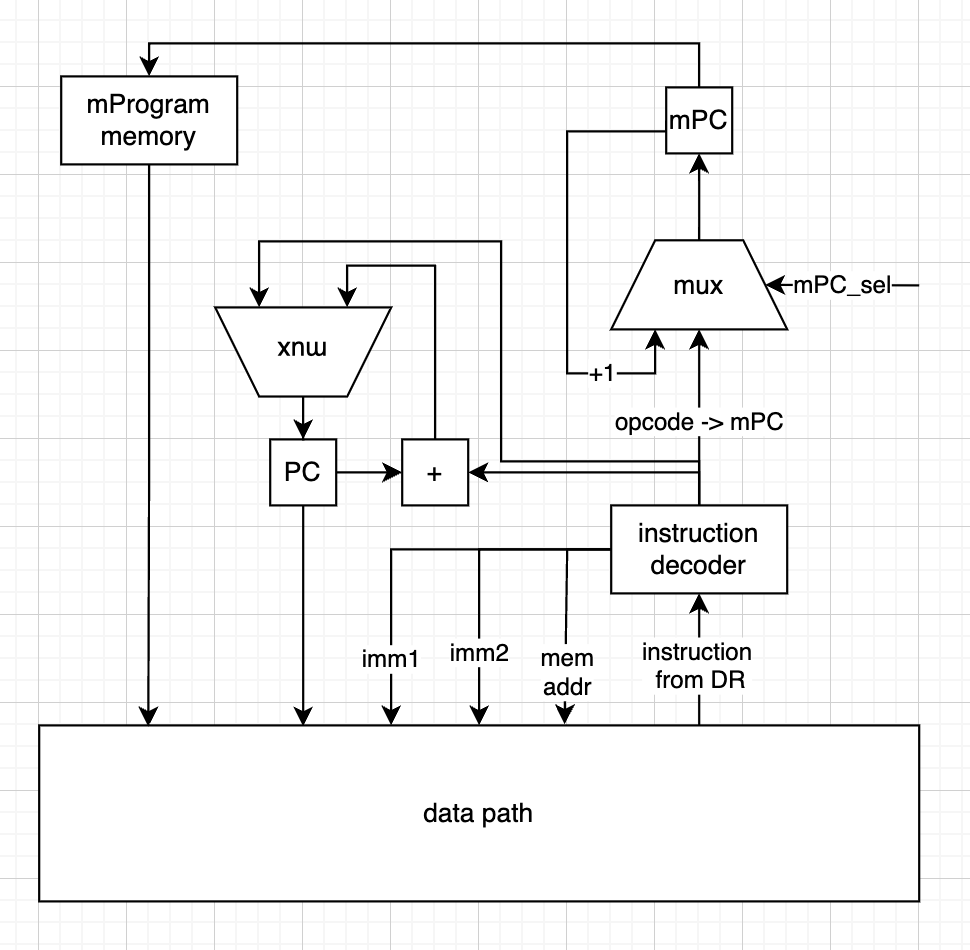 mProgram
memory
mPC
mux
mPC_sel
mux
+1
opcode -> mPC
PC
+
instruction
decoder
imm1
imm2
mem
addr
instruction
from DR
data path